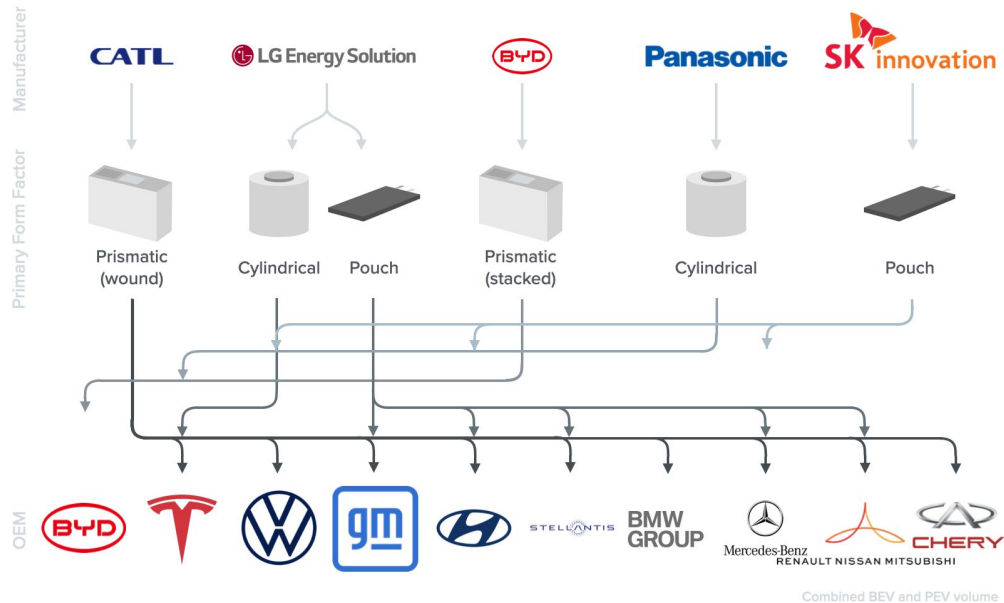 Manufacturer
CATL
LG Energy Solution
BYD
Panasonic
SK innovation
Primary Form Factor
Prismatic
(wound)
Cylindrical
Pouch
Prismatic
(stacked)
Cylindrical
Pouch
OEM
BYD
VW
gm
STELLANTIS
BMW
GROUP
Mercedes-Benz
RENAULT NISSAN MITSUBISHI
CHERY
Combined BEV and PEV volume